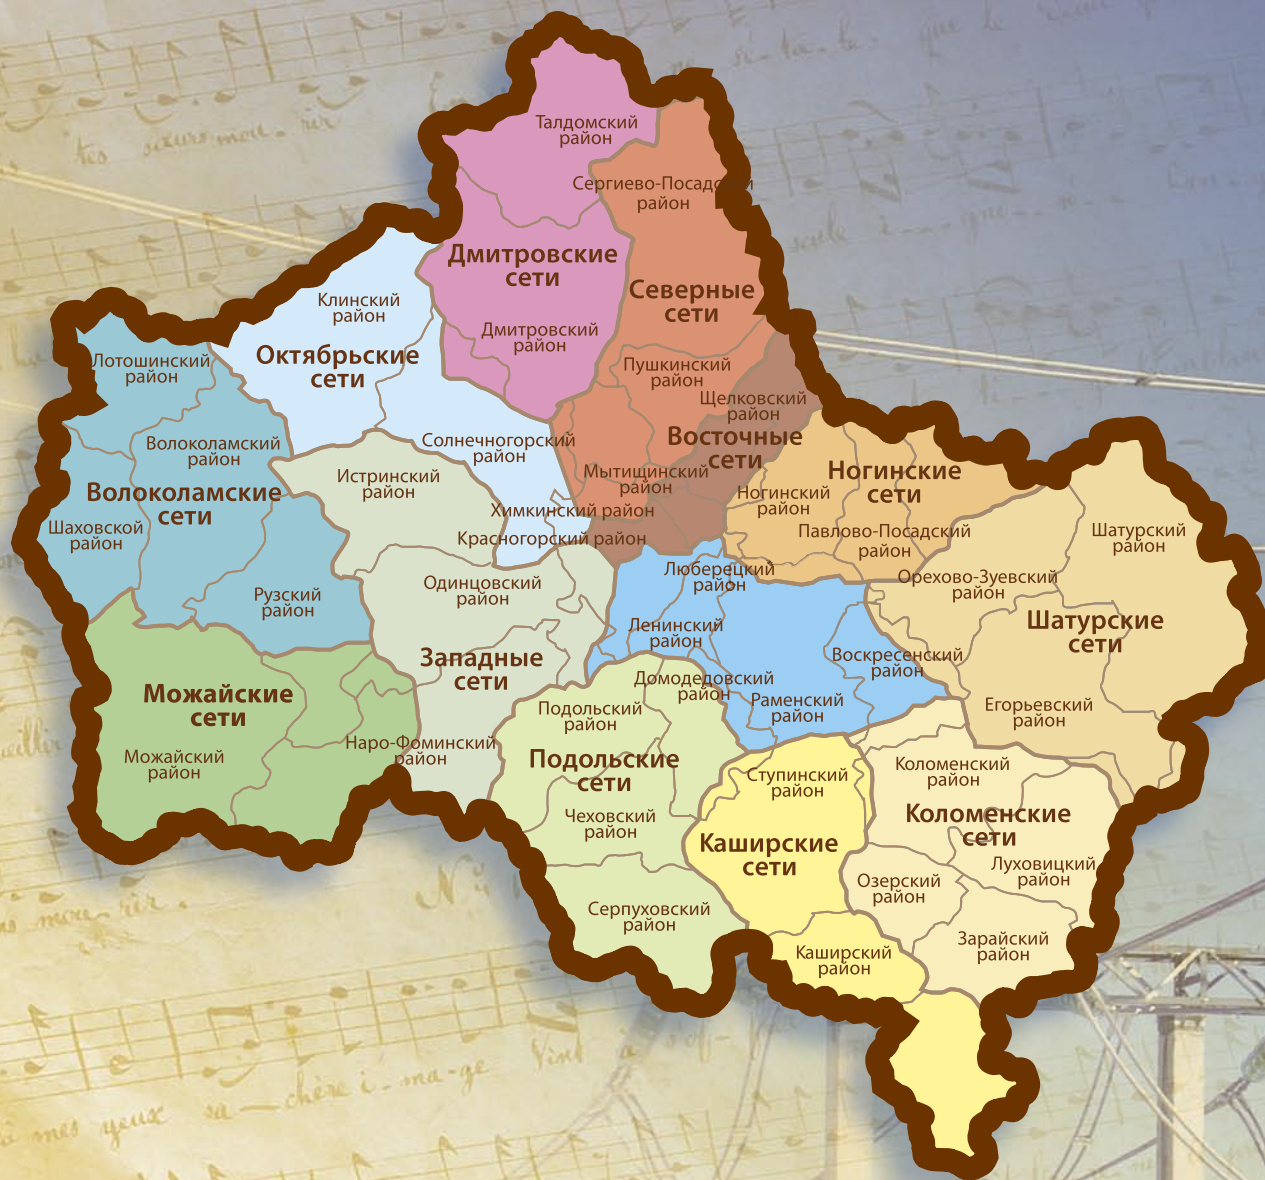 Талдомский
район
Сергиево-Посадский
район
Дмитровские
сети
Северные
сети
Клинский
район
Дмитровский
район
Октябрьские
сети
Лотошинский
район
Пушкинский
район
Щелковский
район
Волоколамский
район
Солнечногорский
район
Восточные
сети
Истринский
район
Мытищинский
район
Ногинские
сети
Волоколамские
сети
Ногинский
район
Химкинский район
Шаховской
район
Красногорский район
Павлово-Посадский
район
Шатурский
район
Одинцовский
район
Люберецкий
район
Орехово-Зуевский
район
Рузский
район
Ленинский
район
Шатурские
сети
Западные
сети
Воскресенский
район
Можайские
сети
Домодедовский
район
Подольский
район
Раменский
район
Егорьевский
район
Можайский
район
Наро-Фоминский
район
Подольские
сети
Ступинский
район
Коломенский
район
Чеховский
район
Каширские
сети
Коломенские
сети
Луховицкий
район
Озерский
район
Серпуховский
район
Каширский
район
Зарайский
район